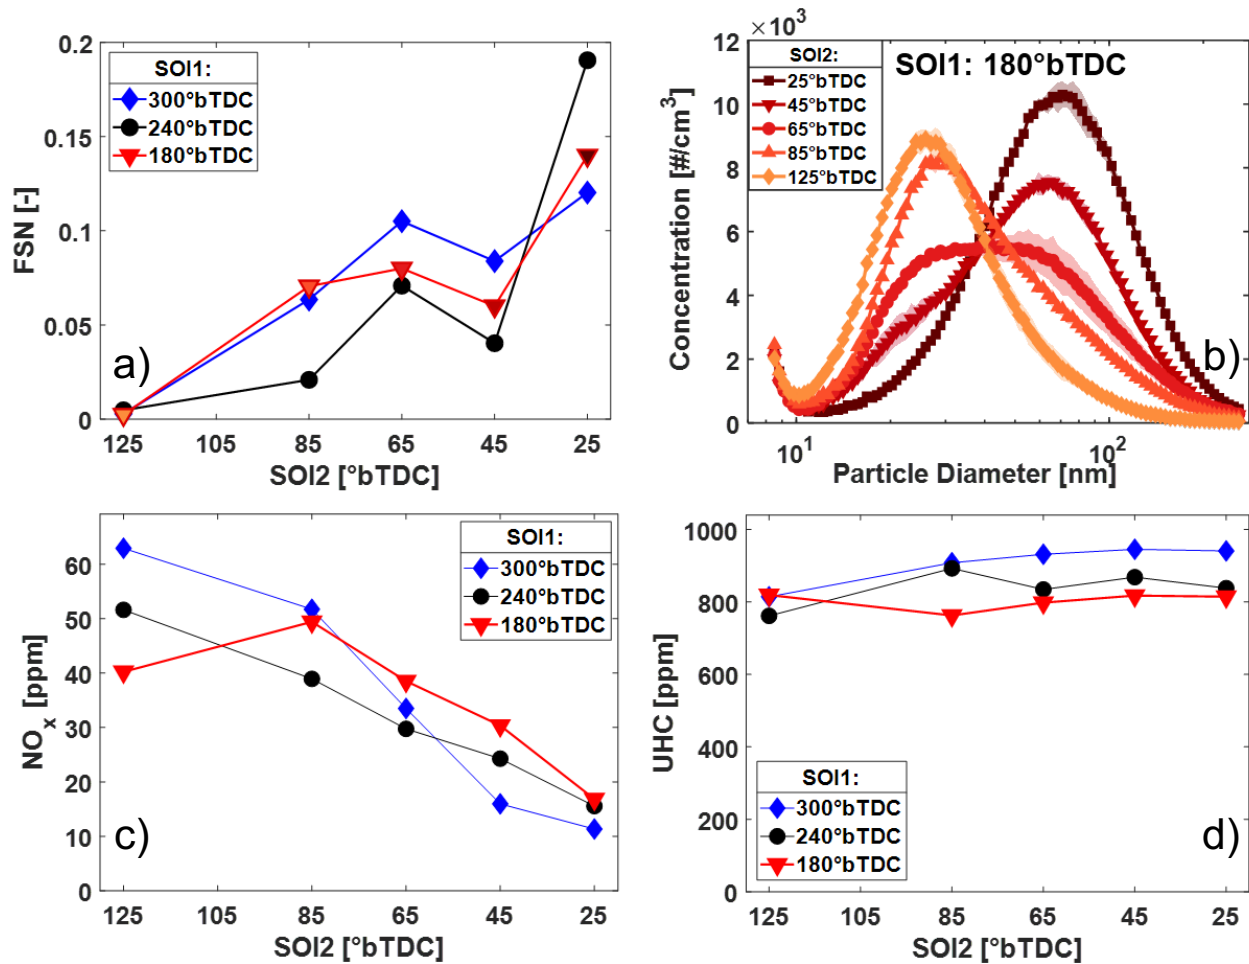 0.2
0.15
0.1
0.05
0
FSN [-]
SOI1:
300°bTDC
240°bTDC
180°bTDC
a)
125
105
85
65
45
25
SOI2 [°bTDC]
×10³
12
10
8
6
4
2
0
Concentration [#/cm³]
SOI2:
25°bTDC
45°bTDC
65°bTDC
85°bTDC
125°bTDC
SOI1: 180°bTDC
b)
10¹
10²
Particle Diameter [nm]
60
50
40
30
20
10
0
NOₓ [ppm]
SOI1:
300°bTDC
240°bTDC
180°bTDC
c)
125
105
85
65
45
25
SOI2 [°bTDC]
1000
800
600
400
200
0
UHC [ppm]
SOI1:
300°bTDC
240°bTDC
180°bTDC
d)
125
105
85
65
45
25
SOI2 [°bTDC]